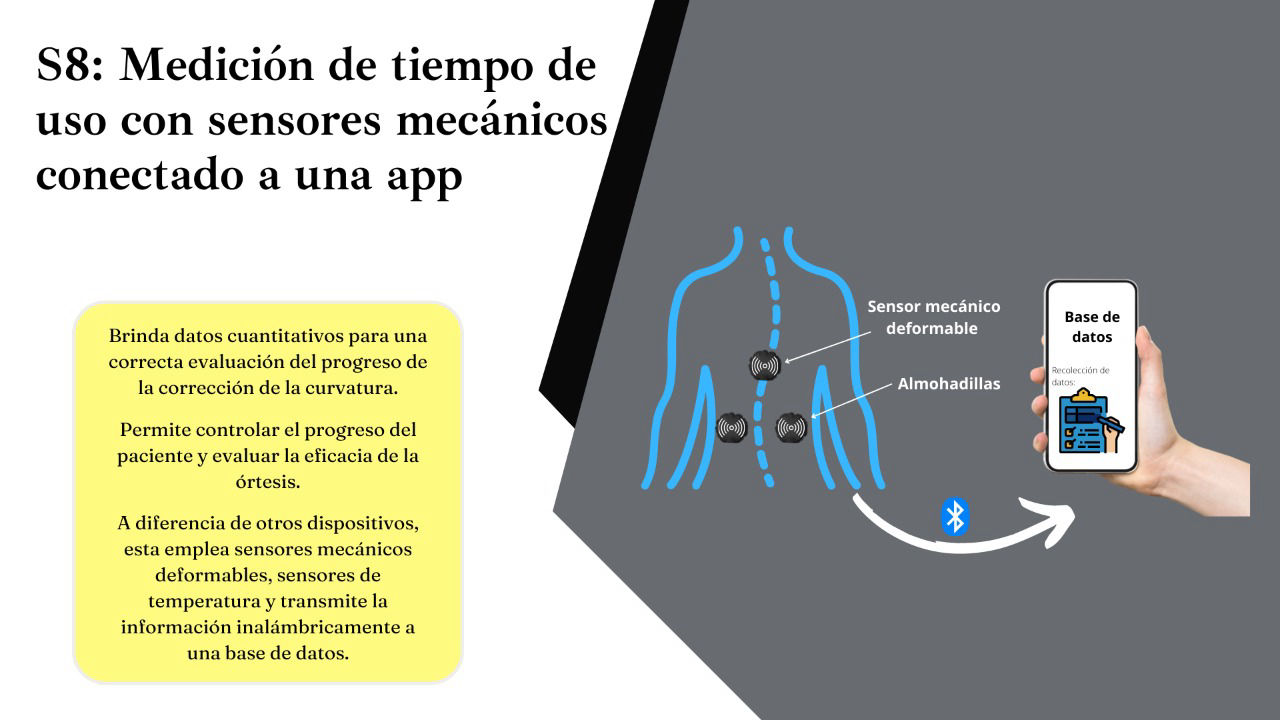 S8: Medición de tiempo de
uso con sensores mecánicos
conectado a una app
Brinda datos cuantitativos para una
correcta evaluación del progreso de
la corrección de la curvatura.
Permite controlar el progreso del
paciente y evaluar la eficacia de la
órtesis.
A diferencia de otros dispositivos,
esta emplea sensores mecánicos
deformables, sensores de
temperatura y transmite la
información inalámbricamente a
una base de datos.
Sensor mecánico
deformable
Almohadillas
Base de
datos
Recolección de
datos: